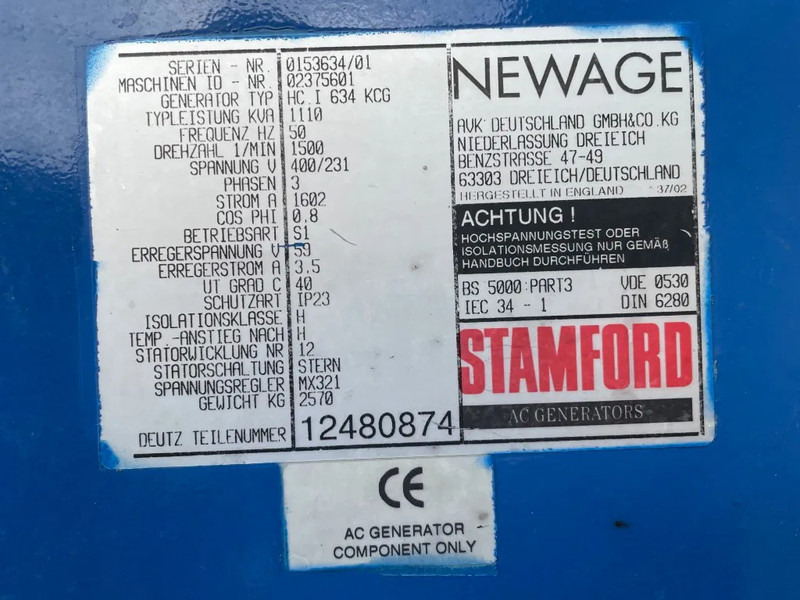 SERIEN - NR. 0153634/01
MASCHINEN ID - NR. 02375601
GENERATOR TYP HC.I 634 KCG
TYPLEISTUNG KVA 1110
FREQUENZ HZ 50
DREHZAHL 1/MIN 1500
SPANNUNG V 400/231
PHASEN 3
STROM A 1602
COS PHI 0.8
BETRIEBSART S1
ERREGERSPANNUNG V 59
ERREGERSTROM A 3.5
UT GRAD C 40
SCHUTZART IP23
ISOLATIONSKLASSE H
TEMP.-ANSTIEG NACH H
STATORWICKLUNG NR 12
STATORSCHALTUNG STERN
SPANNUNGSREGLER MX321
GEWICHT KG 2570
DEUTZ TEILENUMMER 12480874
NEWAGE
AVK DEUTSCHLAND GMBH&CO.KG
NIEDERLASSUNG DREIEICH
BENZSTRASSE 47-49
63303 DREIEICH/DEUTSCHLAND
HERGESTELLT IN ENGLAND 37/02
ACHTUNG !
HOCHSPANNUNGSTEST ODER
ISOLATIONSMESSUNG NUR GEMÄß
HANDBUCH DURCHFÜHREN
BS 5000:PART3 VDE 0530
IEC 34 - 1 DIN 6280
STAMFORD
AC GENERATORS
CE
AC GENERATOR
COMPONENT ONLY